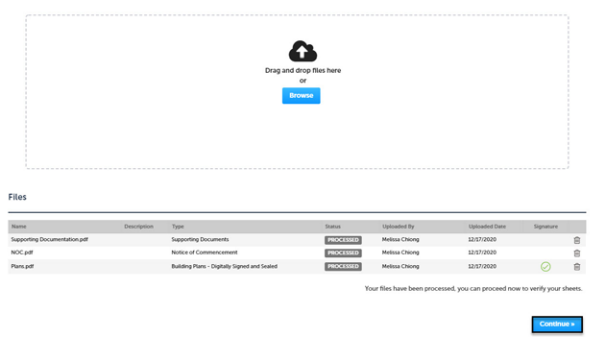 Drag and drop files here
or
Browse
Files
Name Description Type Status Uploaded By Uploaded Date Signature
Supporting Documentation.pdf Supporting Documents PROCESSED Melissa Chiong 12/17/2020
NOC.pdf Notice of Commencement PROCESSED Melissa Chiong 12/17/2020
Plans.pdf Building Plans - Digitally Signed and Sealed PROCESSED Melissa Chiong 12/17/2020
Your files have been processed, you can proceed now to verify your sheets.
Continue »